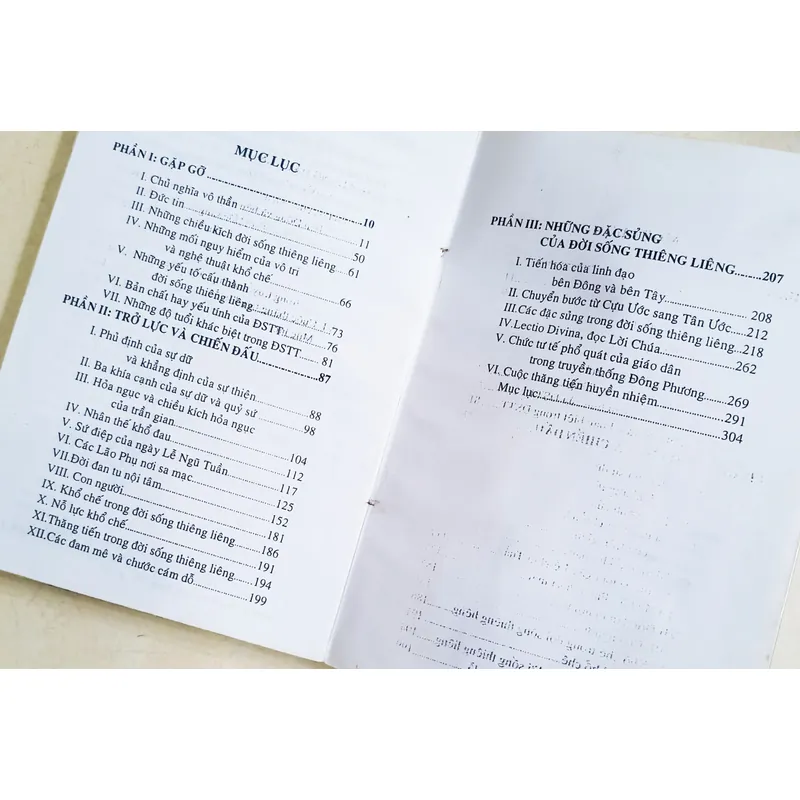 MỤC LỤC
PHẦN I: GẶP GỠ..........10
I. Chủ nghĩa vô thần..........11
II. Đức tin..........50
III. Những chiều kích đời sống thiêng liêng..........61
IV. Những mối nguy hiểm của vô tri
và nghệ thuật khổ chế..........66
V. Những yếu tố cấu thành
đời sống thiêng liêng..........73
VI. Bản chất hay yếu tính của ĐSTT..........76
VII. Những độ tuổi khác biệt trong ĐSTT..........81
PHẦN II: TRỞ LỰC VÀ CHIẾN ĐẤU..........87
I. Phủ định của sự dữ
và khẳng định của sự thiện..........88
II. Ba khía cạnh của sự dữ và quỷ sứ..........98
III. Hỏa ngục và chiều kích hỏa ngục
của trần gian..........104
IV. Nhân thế khổ đau..........112
V. Sứ điệp của ngày Lễ Ngũ Tuần..........117
VI. Các Lão Phụ nơi sa mạc..........125
VII.Đời đan tu nội tâm..........152
VIII. Con người..........181
IX. Khổ chế trong đời sống thiêng liêng..........186
X. Nỗ lực khổ chế..........191
XI.Thăng tiến trong đời sống thiêng liêng..........194
XII.Các đam mê và chước cám dỗ..........199
PHẦN III: NHỮNG ĐẶC SỦNG
CỦA ĐỜI SỐNG THIÊNG LIÊNG..........207
I. Tiến hóa của linh đạo
bên Đông và bên Tây..........208
II. Chuyển bước từ Cựu Ước sang Tân Ước..........212
III.Các đặc sủng trong đời sống thiêng liêng..........218
IV.Lectio Divina, đọc Lời Chúa..........262
V. Chức tư tế phổ quát của giáo dân
trong truyền thống Đông Phương..........269
VI. Cuộc thăng tiến huyền nhiệm..........291
Mục lục..........304